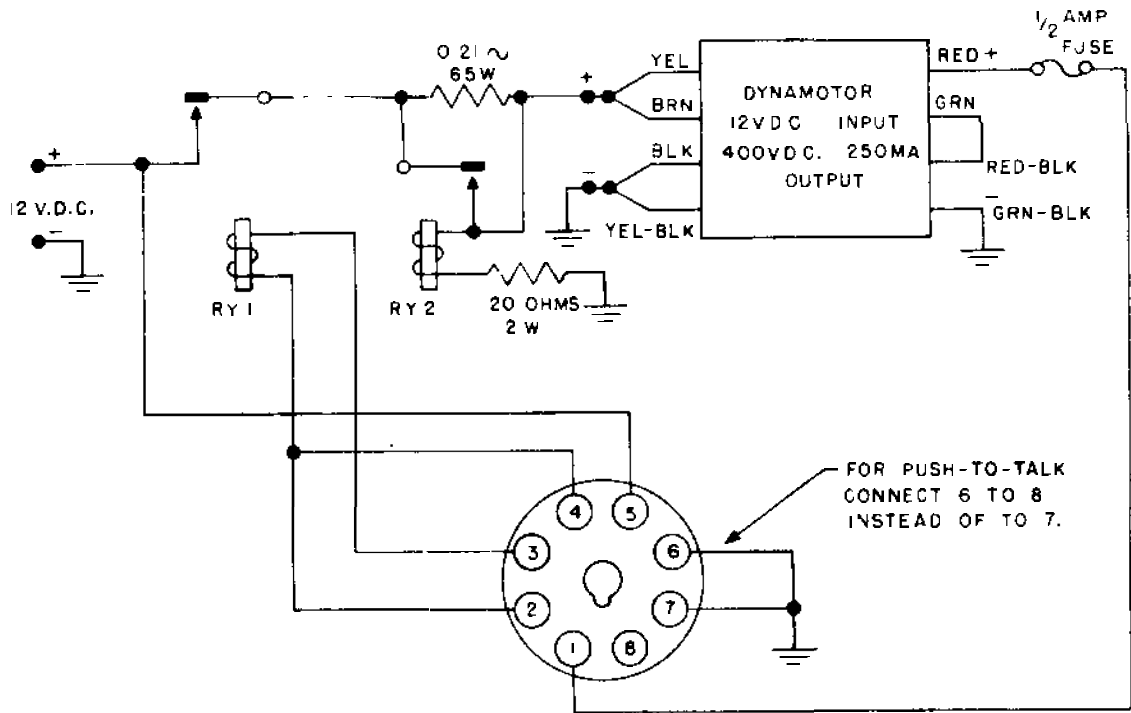 0.21 ~
65W
1/2 AMP
FUSE
+
12 V.D.C.
-
+
-
YEL
BRN
BLK
YEL-BLK
DYNAMOTOR
12VDC INPUT
400VDC. 250MA
OUTPUT
RED +
GRN
RED-BLK
-
GRN-BLK
RY 1
RY 2
20 OHMS
2 W
FOR PUSH-TO-TALK
CONNECT 6 TO 8
INSTEAD OF TO 7.
4
5
3
6
2
7
1
8